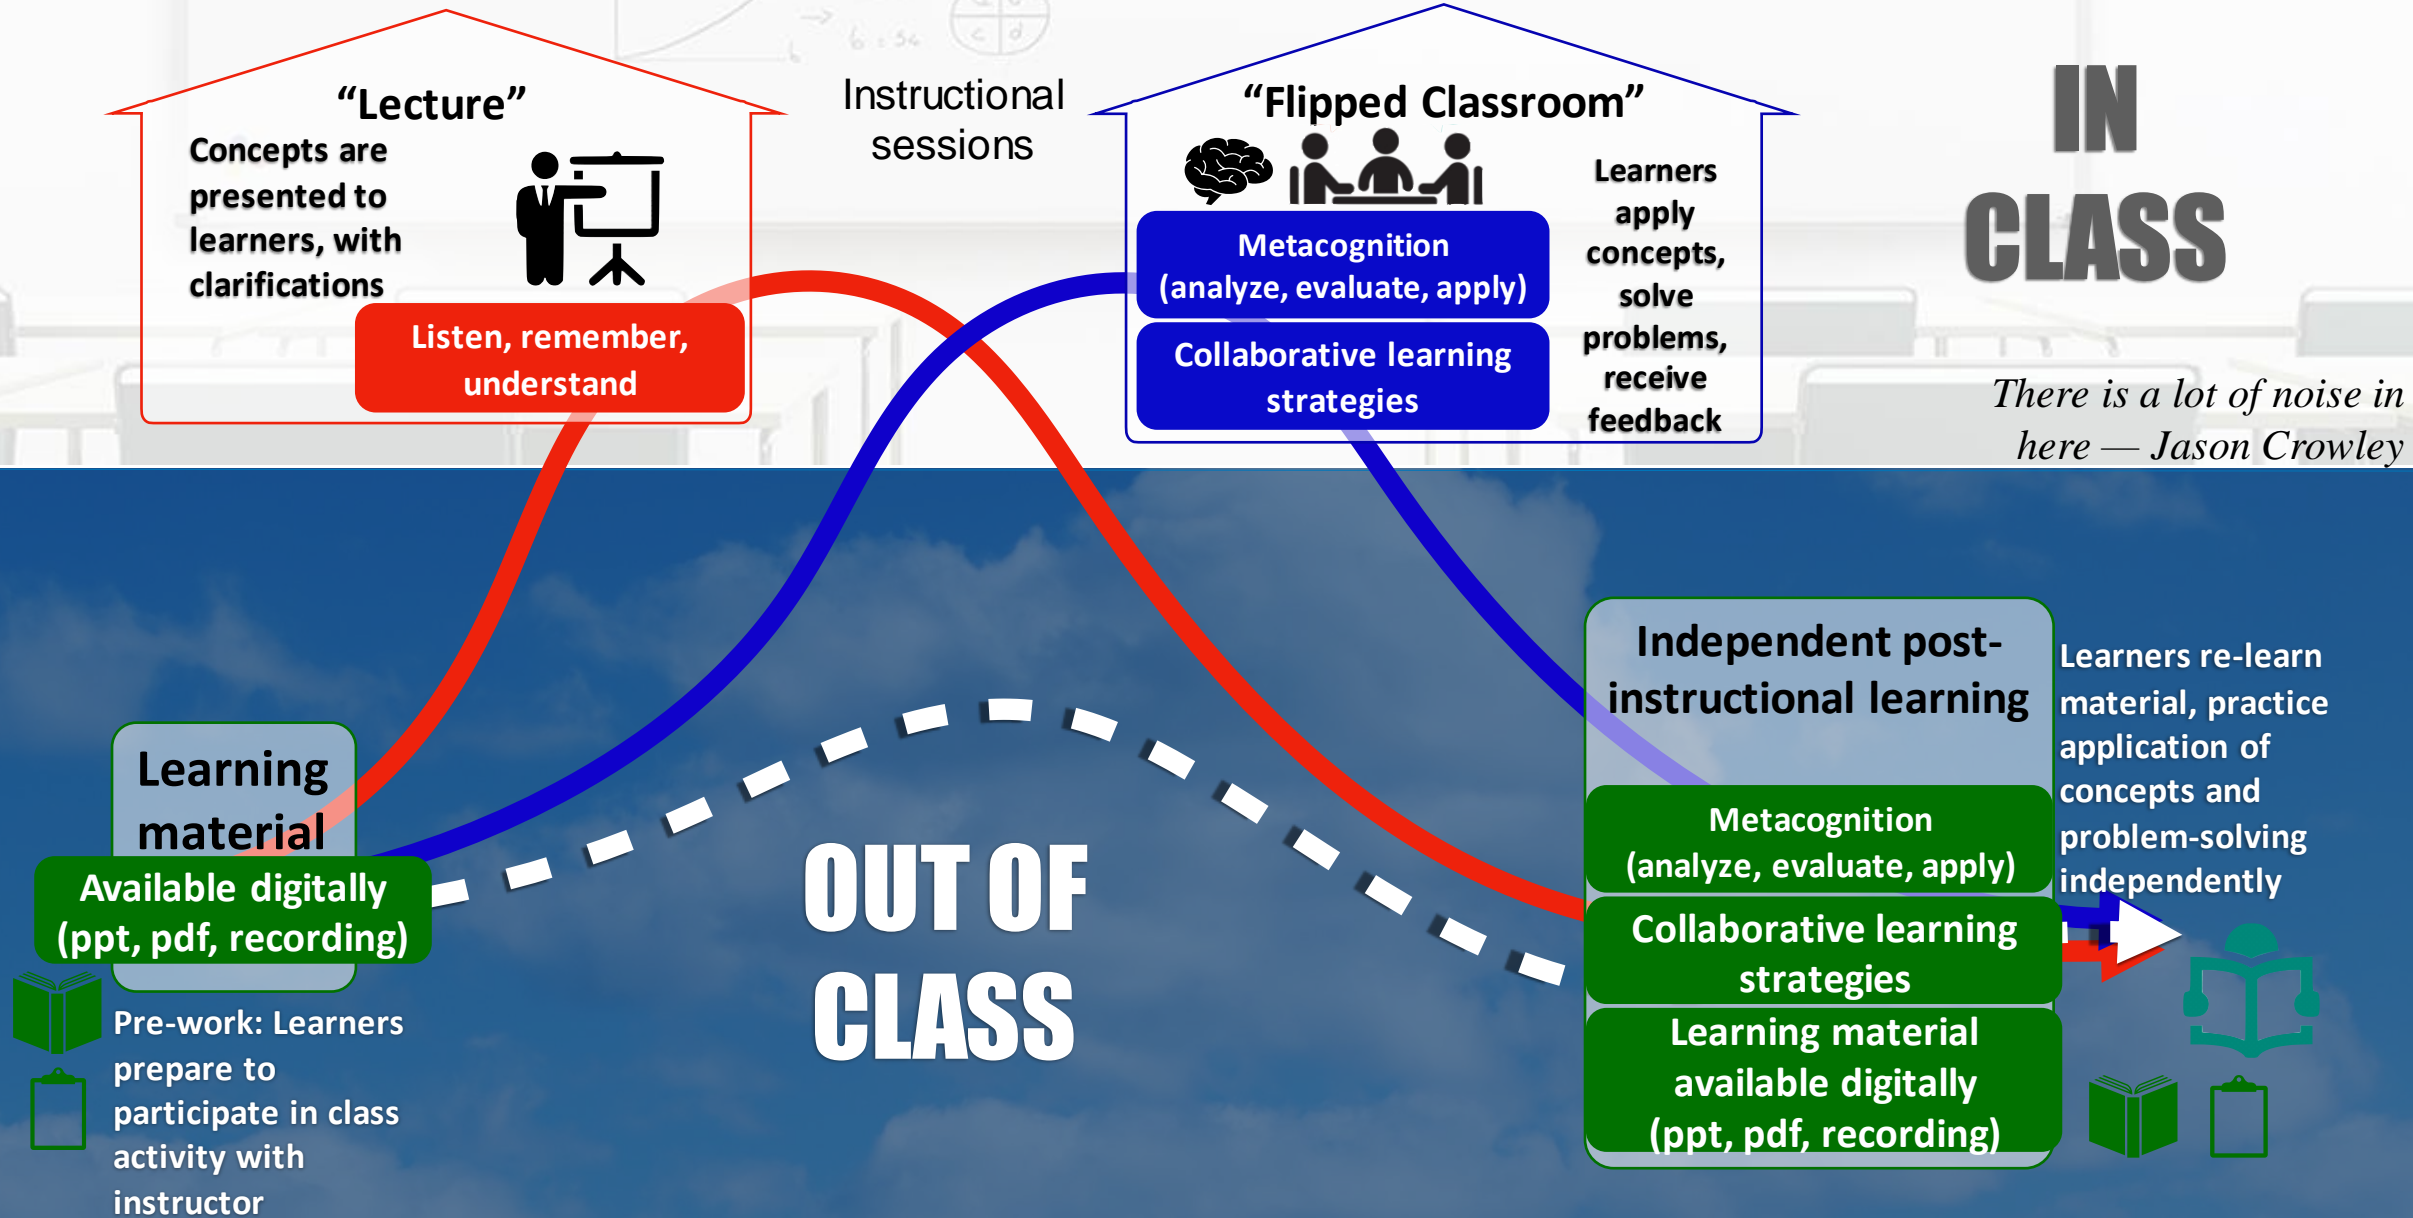 “Lecture”
Concepts are
presented to
learners, with
clarifications
Listen, remember,
understand
Instructional
sessions
“Flipped Classroom”
Metacognition
(analyze, evaluate, apply)
Collaborative learning
strategies
Learners
apply
concepts,
solve
problems,
receive
feedback
IN
CLASS
There is a lot of noise in
here — Jason Crowley
Learning
material
Available digitally
(ppt, pdf, recording)
Pre-work: Learners
prepare to
participate in class
activity with
instructor
OUT OF
CLASS
Independent post-
instructional learning
Metacognition
(analyze, evaluate, apply)
Collaborative learning
strategies
Learning material
available digitally
(ppt, pdf, recording)
Learners re-learn
material, practice
application of
concepts and
problem-solving
independently